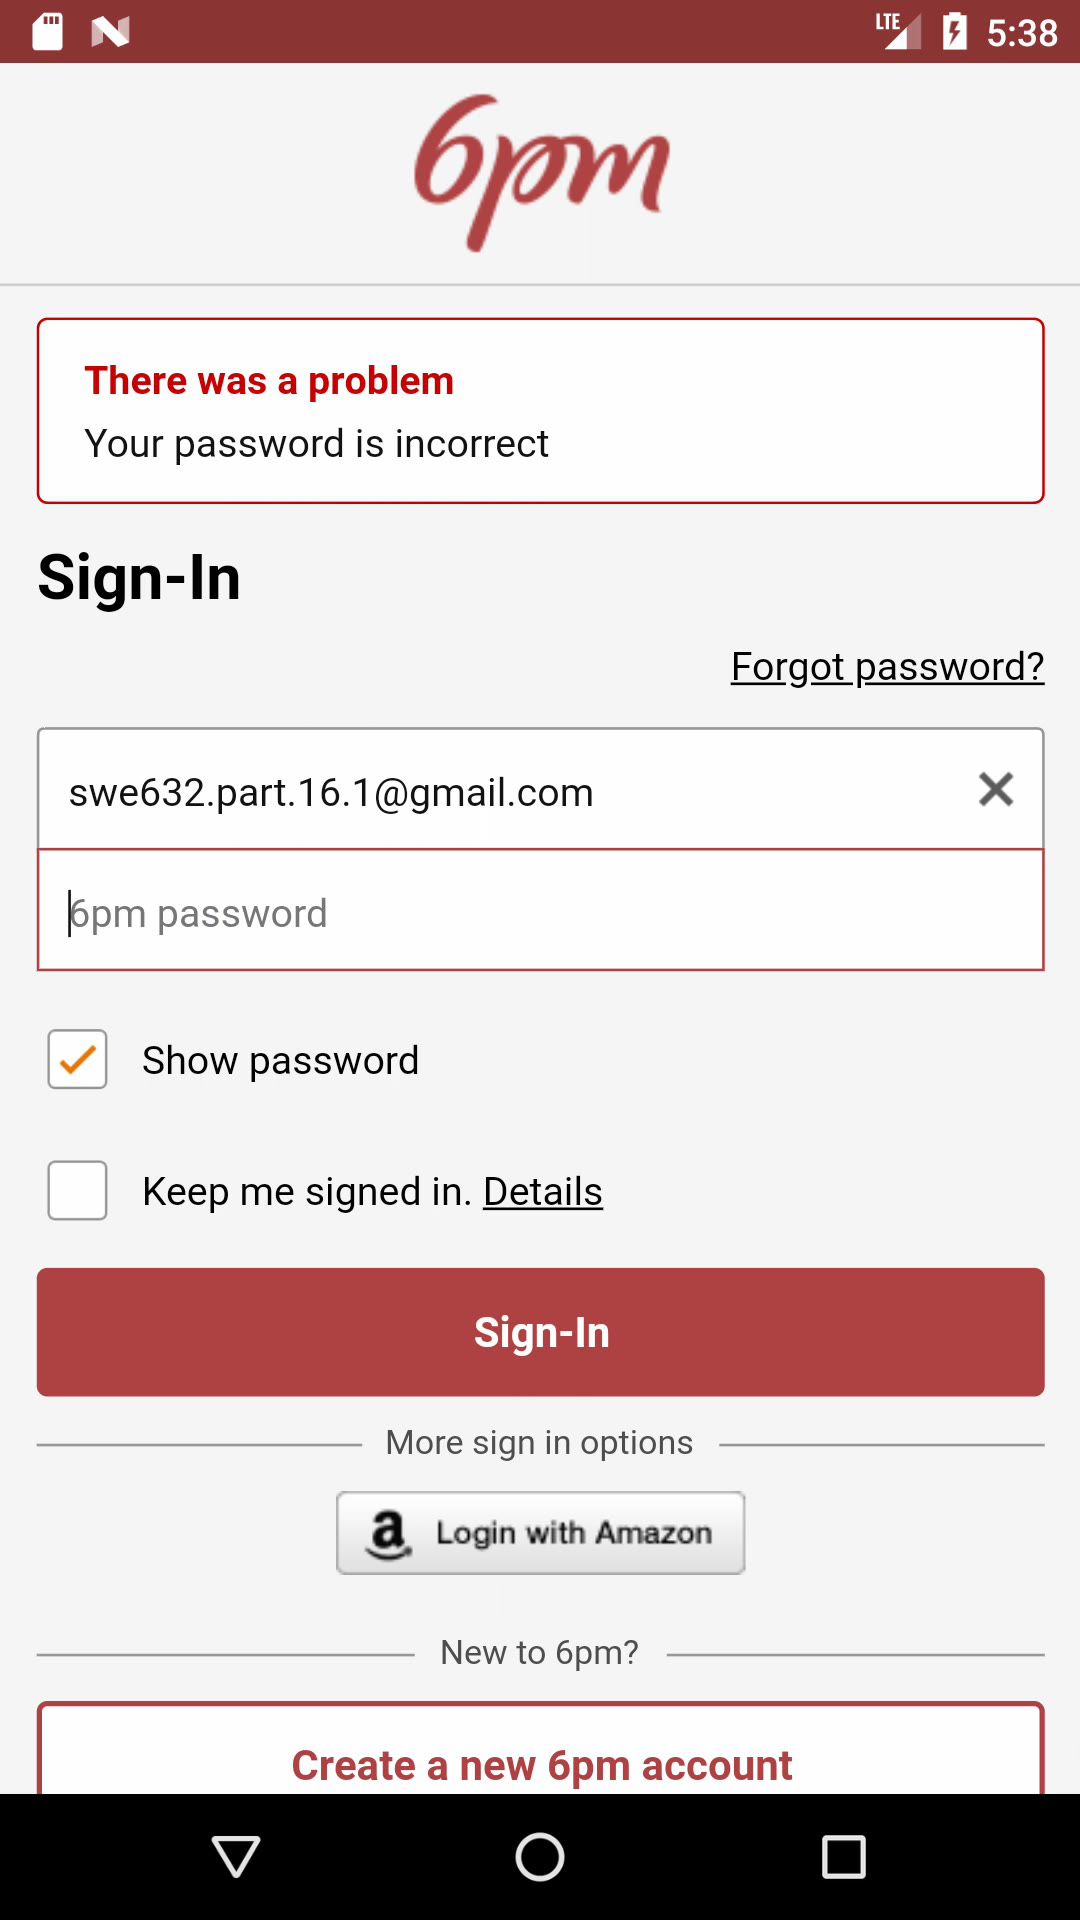 LTE 5:38
6pm
There was a problem
Your password is incorrect
Sign-In
Forgot password?
swe632.part.16.1@gmail.com
6pm password
Show password
Keep me signed in. Details
Sign-In
More sign in options
a Login with Amazon
New to 6pm?
Create a new 6pm account